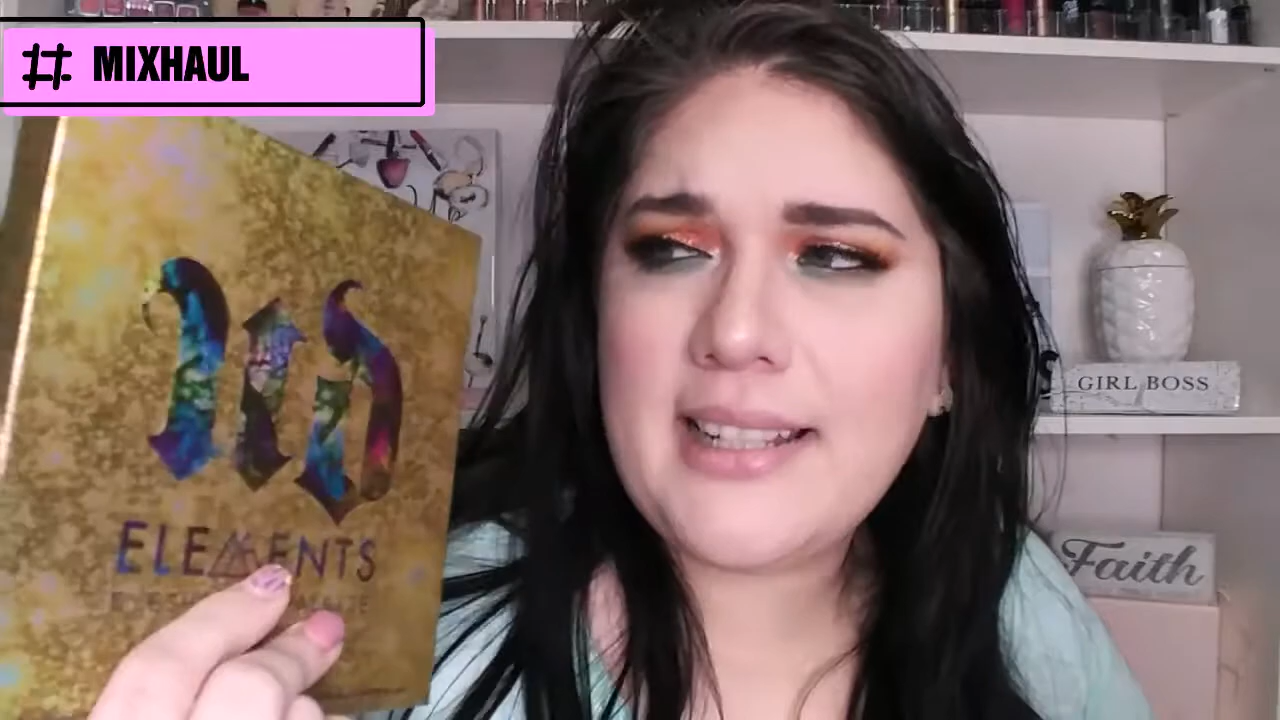 # MIXHAUL
UD
ELEMENTS
GIRL BOSS
Faith